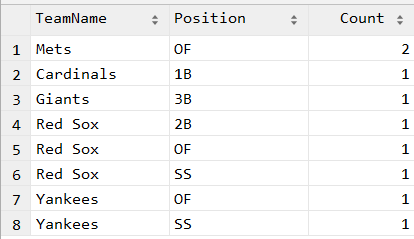 TeamName Position Count
1 Mets OF 2
2 Cardinals 1B 1
3 Giants 3B 1
4 Red Sox 2B 1
5 Red Sox OF 1
6 Red Sox SS 1
7 Yankees OF 1
8 Yankees SS 1